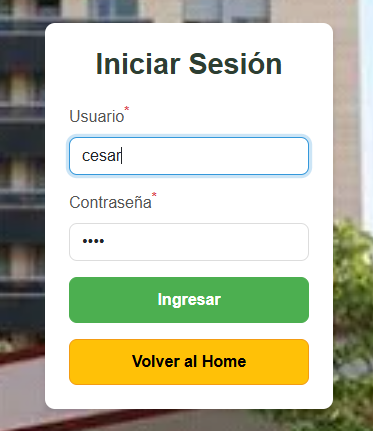 Iniciar Sesión
Usuario*
cesar
Contraseña*
••••
Ingresar
Volver al Home